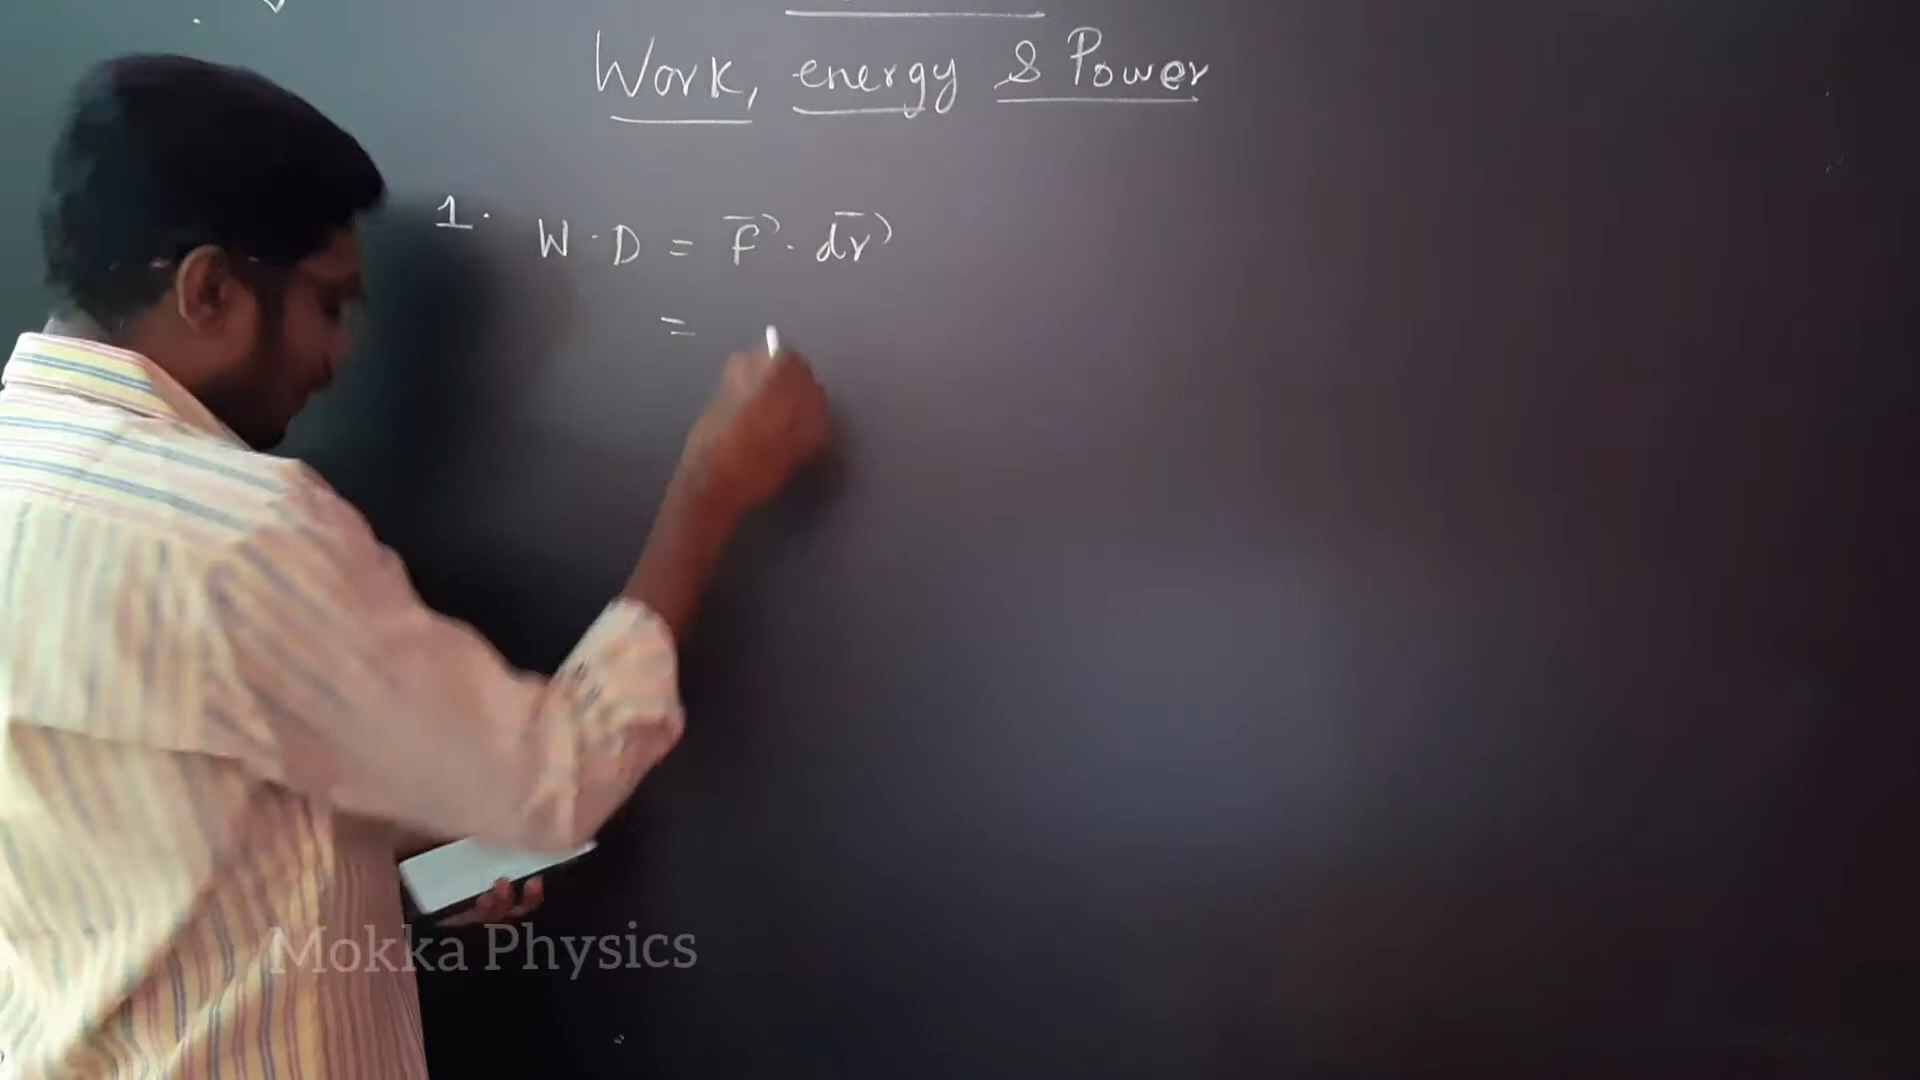 Work, energy & Power
1. W.D = F⃗ . dr⃗
=
Mokka Physics